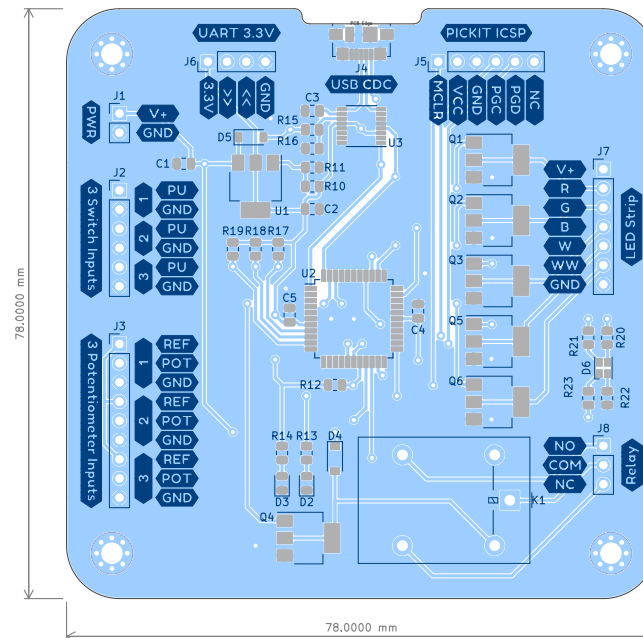 PCB Edge
UART 3.3V
PICKIT ICSP
J6
J4
J5
USB CDC
3.3V
>>
<<
GND
MCLR
VCC
GND
PGC
PGD
NC
J1
PWR
V+
GND
C3
R15
R16
D5
U3
Q1
J7
C1
R11
R10
V+
R
G
B
W
WW
GND
LED Strip
J2
3 Switch Inputs
1
PU
GND
2
PU
GND
3
PU
GND
U1
C2
Q2
R19
R18
R17
U2
Q3
C5
C4
Q5
R21
R20
J3
3 Potentiometer Inputs
1
REF
POT
GND
2
REF
POT
GND
3
REF
POT
GND
D6
R12
Q6
R23
R22
R14
R13
D4
J8
NO
COM
NC
Relay
D3
D2
K1
Q4
78.0000 mm
78.0000 mm